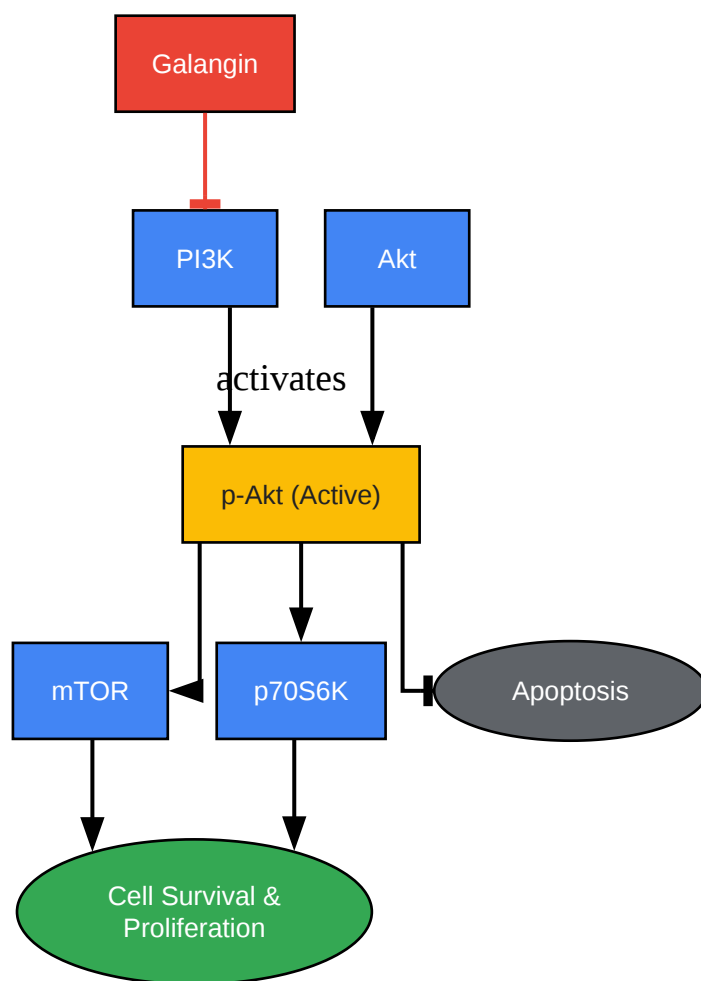 Galangin
PI3K
Akt
activates
p-Akt (Active)
mTOR
p70S6K
Apoptosis
Cell Survival &
Proliferation